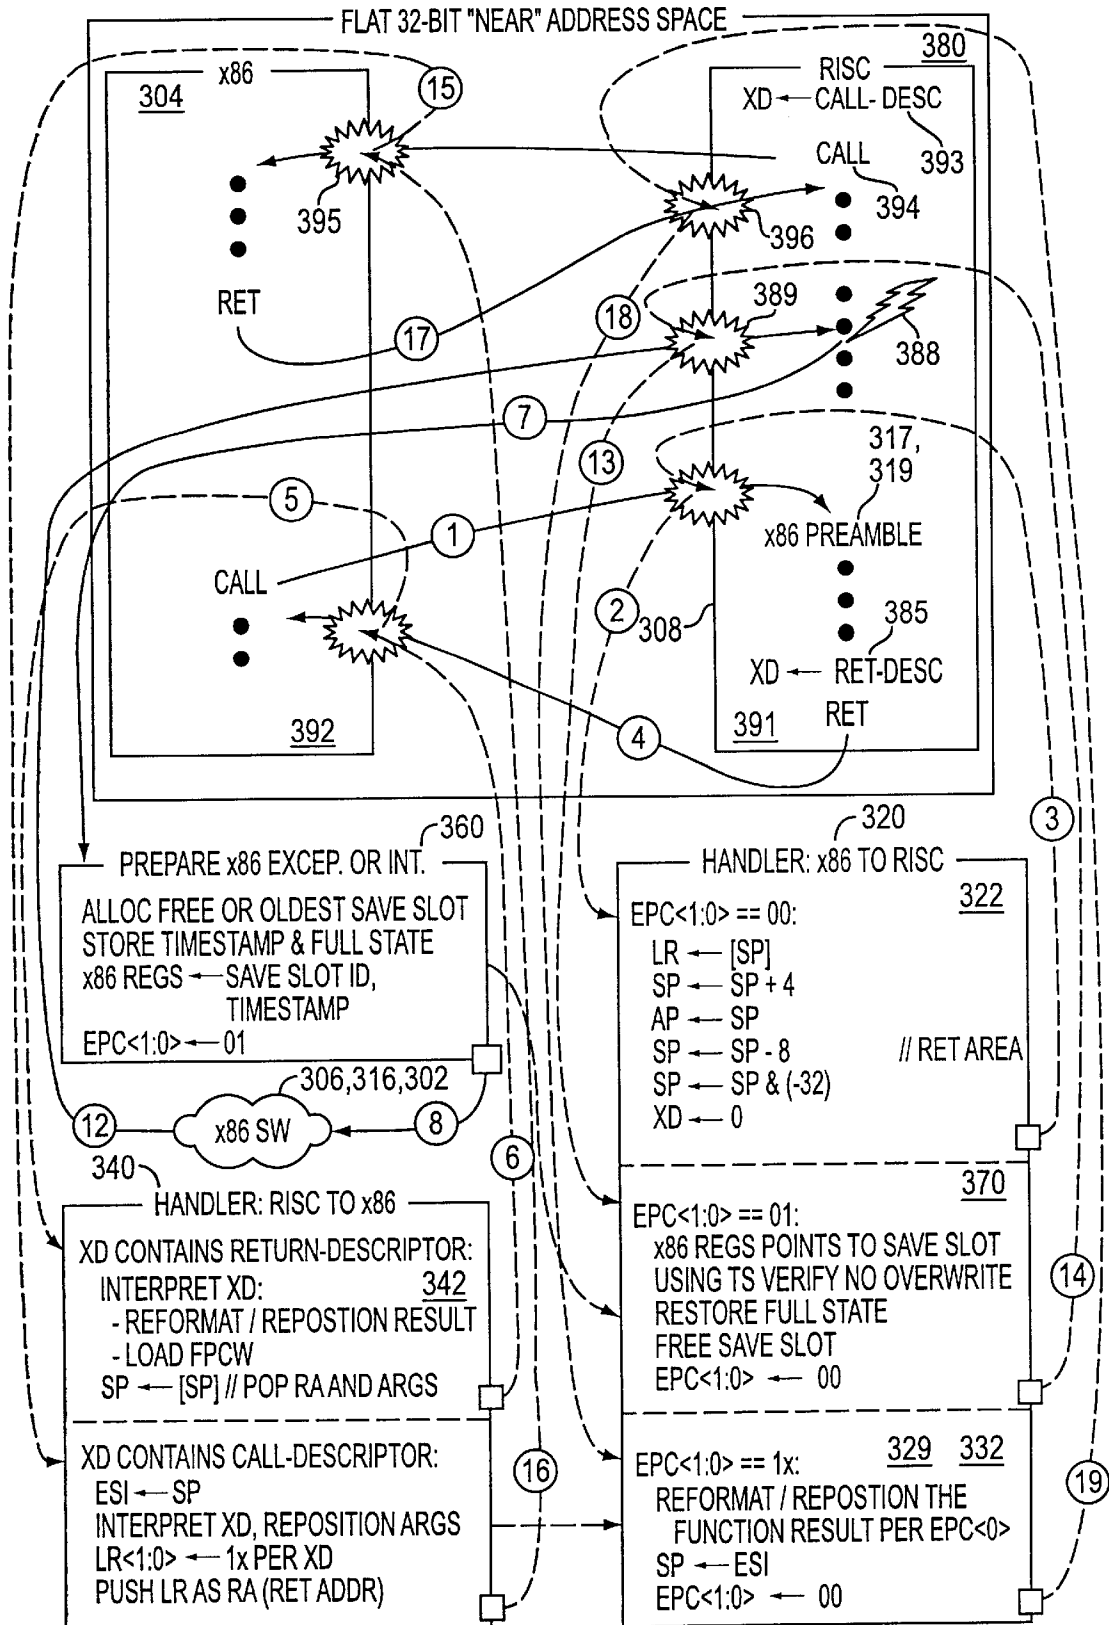 FLAT 32-BIT "NEAR" ADDRESS SPACE
x86
304
15
395
RET
17
7
5
1
CALL
392
4
380
RISC
XD ← CALL-DESC
393
CALL
394
396
18
389
388
13
317,
319
x86 PREAMBLE
2
308
385
XD ← RET-DESC
RET
391
3
360
PREPARE x86 EXCEP. OR INT.
ALLOC FREE OR OLDEST SAVE SLOT
STORE TIMESTAMP & FULL STATE
x86 REGS ← SAVE SLOT ID,
TIMESTAMP
EPC<1:0> ← 01
306,316,302
12
x86 SW
8
6
340
HANDLER: RISC TO x86
XD CONTAINS RETURN-DESCRIPTOR:
INTERPRET XD:
342
- REFORMAT / REPOSTION RESULT
- LOAD FPCW
SP ← [SP] // POP RA AND ARGS
XD CONTAINS CALL-DESCRIPTOR:
ESI ← SP
INTERPRET XD, REPOSITION ARGS
LR<1:0> ← 1x PER XD
PUSH LR AS RA (RET ADDR)
16
320
HANDLER: x86 TO RISC
322
EPC<1:0> == 00:
LR ← [SP]
SP ← SP + 4
AP ← SP
SP ← SP - 8 // RET AREA
SP ← SP & (-32)
XD ← 0
370
EPC<1:0> == 01:
x86 REGS POINTS TO SAVE SLOT
USING TS VERIFY NO OVERWRITE
RESTORE FULL STATE
FREE SAVE SLOT
EPC<1:0> ← 00
14
EPC<1:0> == 1x:
329 332
REFORMAT / REPOSTION THE
FUNCTION RESULT PER EPC<0>
SP ← ESI
EPC<1:0> ← 00
19